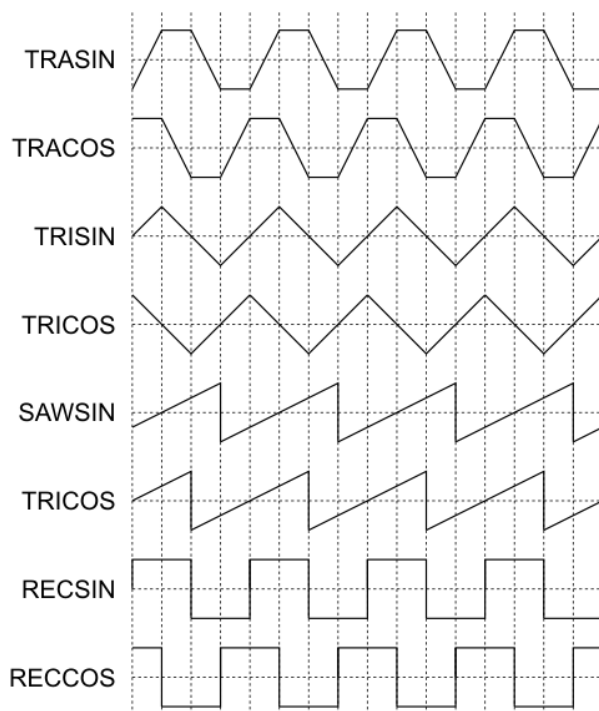 TRASIN
TRACOS
TRISIN
TRICOS
SAWSIN
TRICOS
RECSIN
RECCOS